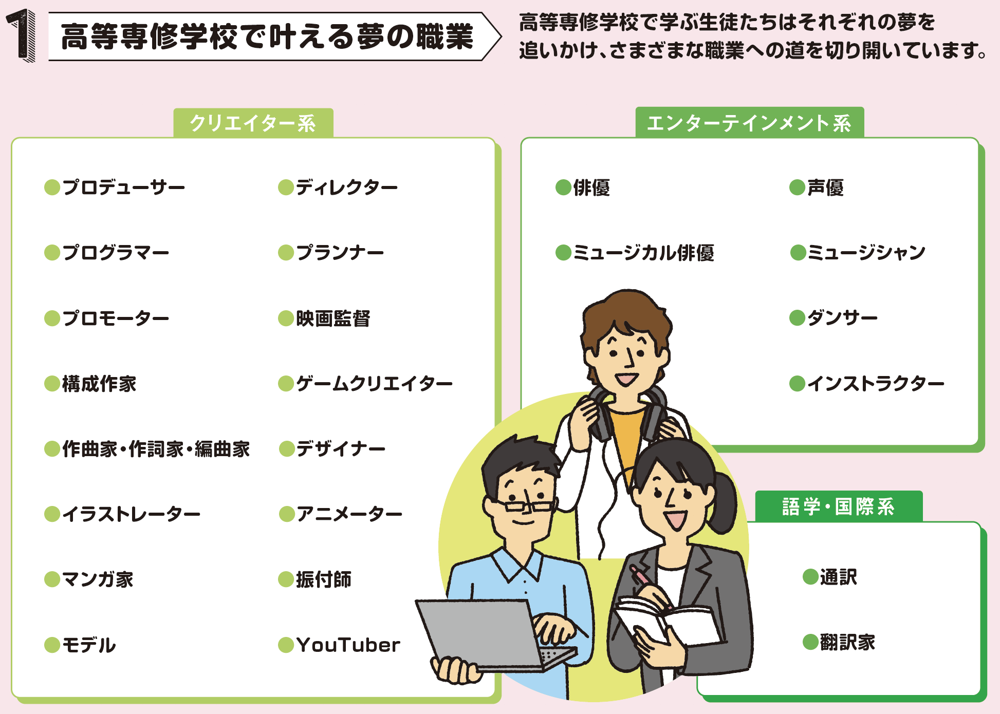 1 高等専修学校で叶える夢の職業
高等専修学校で学ぶ生徒たちはそれぞれの夢を
追いかけ、さまざまな職業への道を切り開いています。
クリエイター系
●プロデューサー
●ディレクター
●プログラマー
●プランナー
●プロモーター
●映画監督
●構成作家
●ゲームクリエイター
●作曲家・作詞家・編曲家
●デザイナー
●イラストレーター
●アニメーター
●マンガ家
●振付師
●モデル
●YouTuber
エンターテインメント系
●俳優
●声優
●ミュージカル俳優
●ミュージシャン
●ダンサー
●インストラクター
語学・国際系
●通訳
●翻訳家